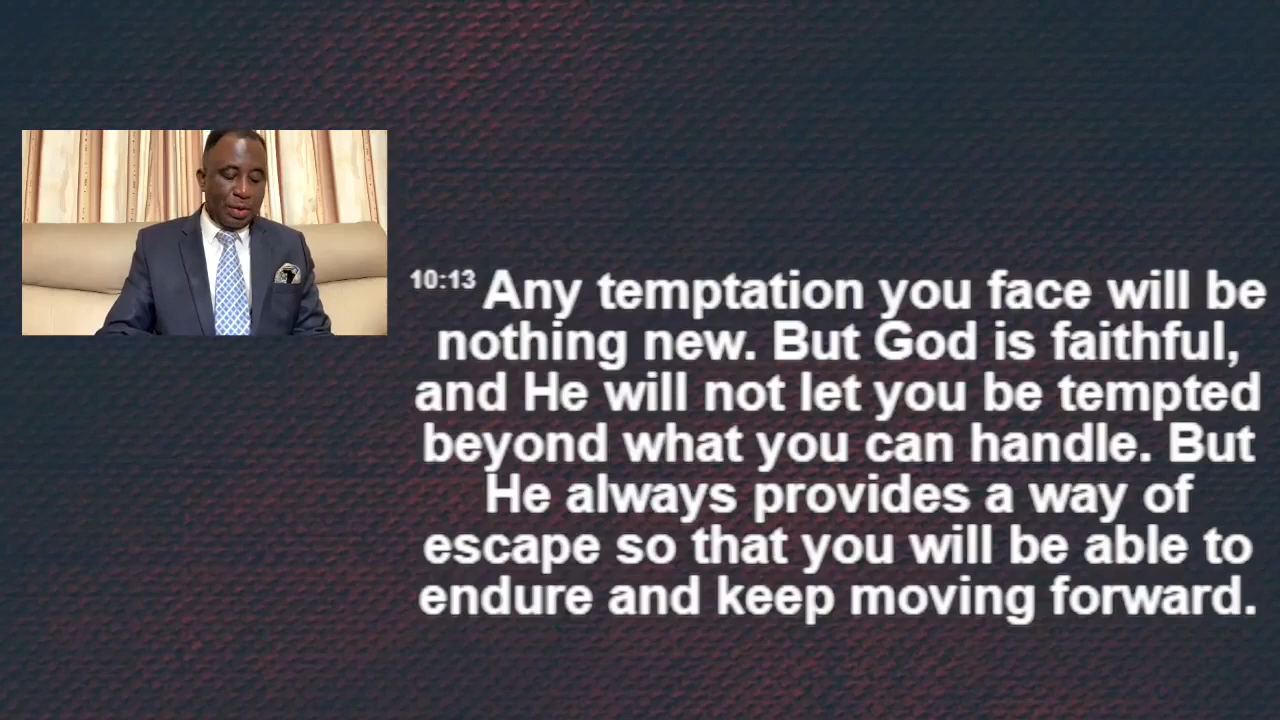 10:13 Any temptation you face will be
nothing new. But God is faithful,
and He will not let you be tempted
beyond what you can handle. But
He always provides a way of
escape so that you will be able to
endure and keep moving forward.